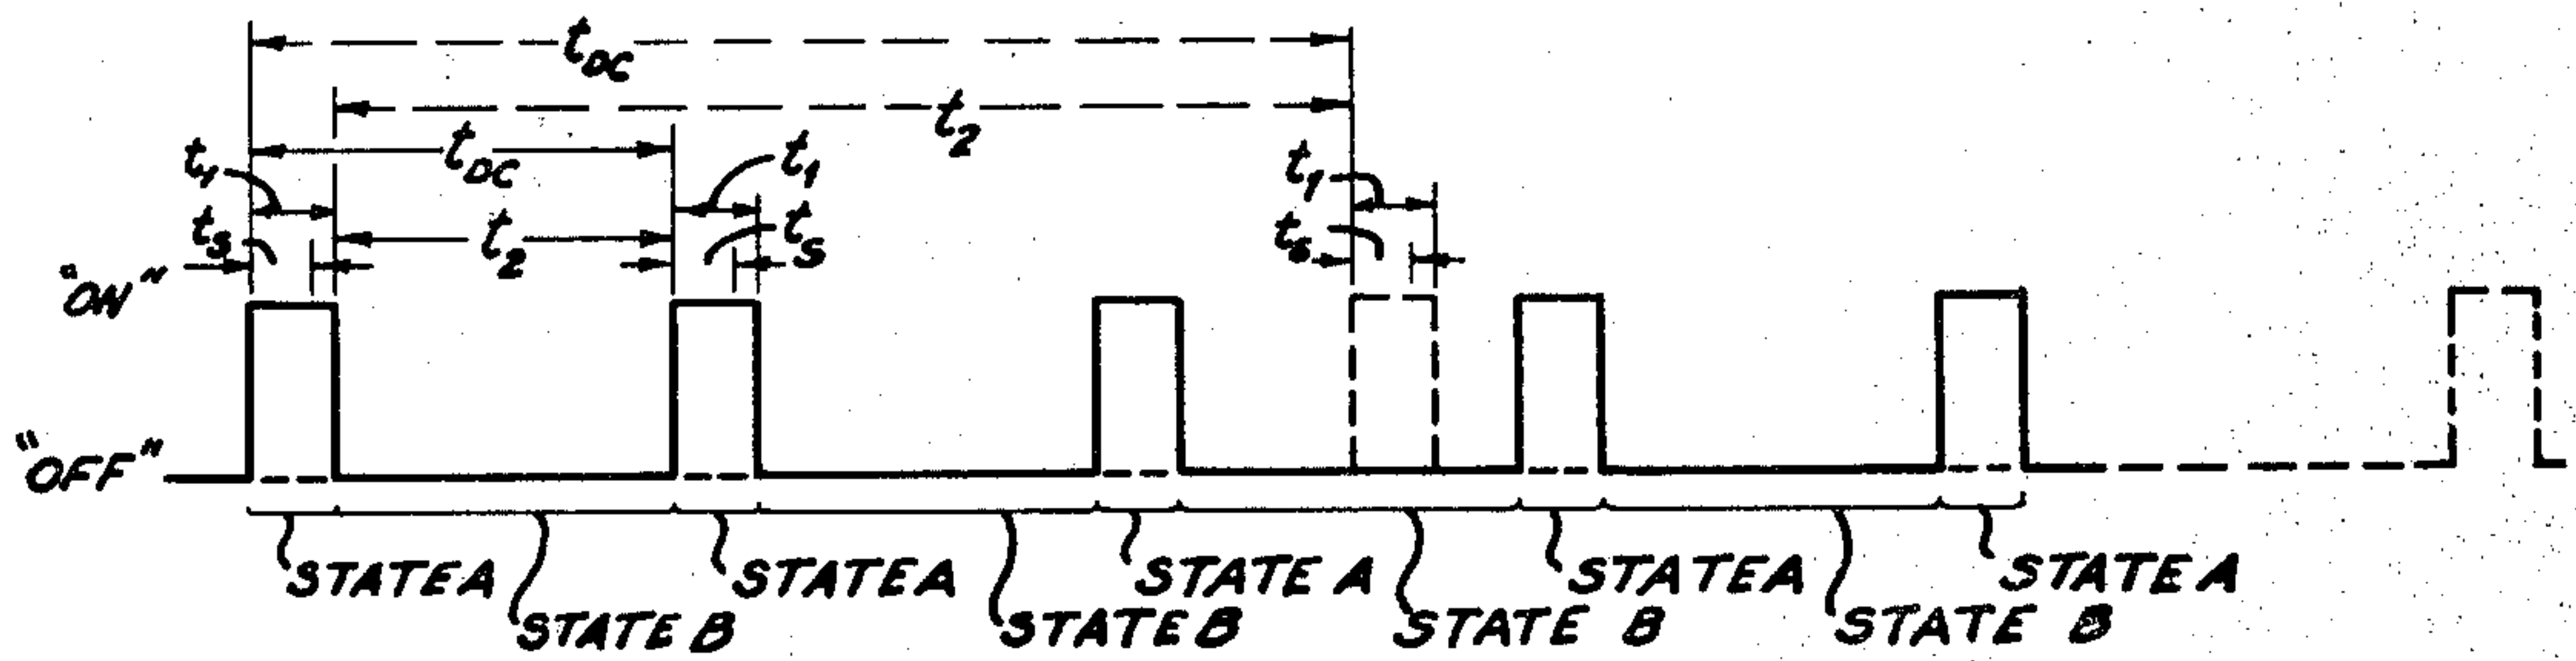 t_DC
t_2
t_1 t_DC t_1 t_1
t_s t_2 t_s t_s
"ON"
"OFF"
STATE A STATE A STATE A STATE A STATE A
STATE B STATE B STATE B STATE B